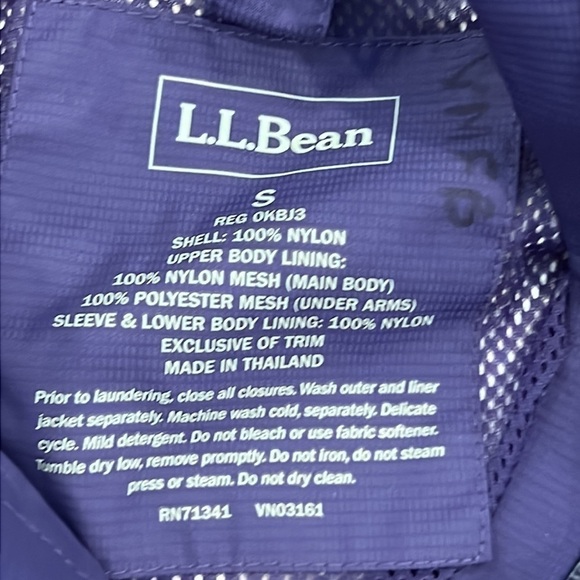 L.L.Bean
S
REG OKBJ3
SHELL: 100% NYLON
UPPER BODY LINING:
100% NYLON MESH (MAIN BODY)
100% POLYESTER MESH (UNDER ARMS)
SLEEVE & LOWER BODY LINING: 100% NYLON
EXCLUSIVE OF TRIM
MADE IN THAILAND
Prior to laundering, close all closures. Wash outer and liner
jacket separately. Machine wash cold, separately. Delicate
cycle. Mild detergent. Do not bleach or use fabric softener.
Tumble dry low, remove promptly. Do not iron, do not steam
press or steam. Do not dry clean.
RN71341 VN03161